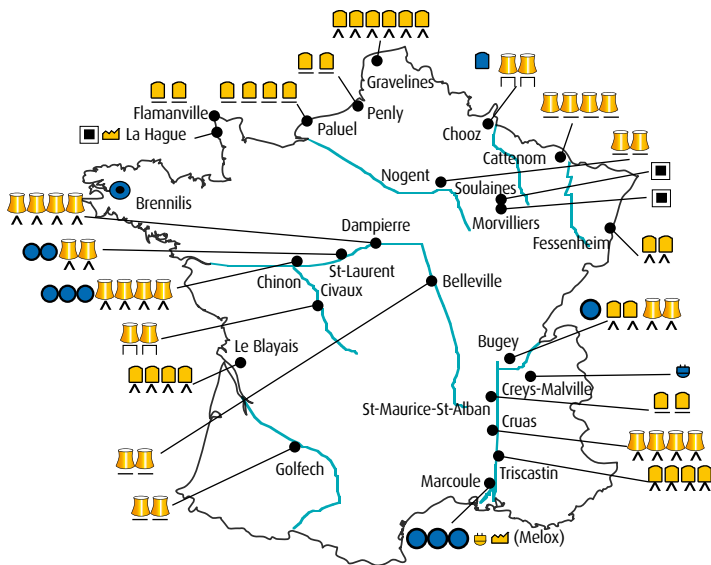 Gravelines
Penly
Flamanville
Paluel
La Hague
Chooz
Cattenom
Nogent
Soulaines
Morvilliers
Brennilis
Fessenheim
Dampierre
St-Laurent
Chinon
Belleville
Civaux
Bugey
Le Blayais
Creys-Malville
St-Maurice-St-Alban
Cruas
Golfech
Triscastin
Marcoule
(Melox)